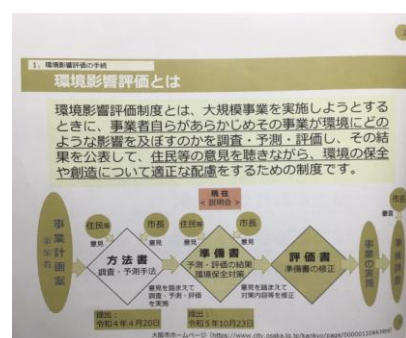 1．環境影響評価の手続
環境影響評価とは
環境影響評価制度とは、大規模事業を実施しようとする
ときに、事業者自らがあらかじめその事業が環境にどの
ような影響を及ぼすのかを調査・予測・評価し、その結
果を公表して、住民等の意見を聴きながら、環境の保全
や創造について適正な配慮をするための制度です。
現在
<説明会>
事業計画案
住民等
意見
市長
意見
方法書
調査・予測手法
意見を踏まえて
調査・予測・評価
を実施
住民等
意見
市長
意見
準備書
予測・評価の結果
環境保全対策
意見を踏まえて
対策内容等を修正
評価書
準備書の修正
事業の実施
市長
意見
事後調査
提出：
令和4年4月20日
提出：
令和5年10月23日
大阪市ホームページ